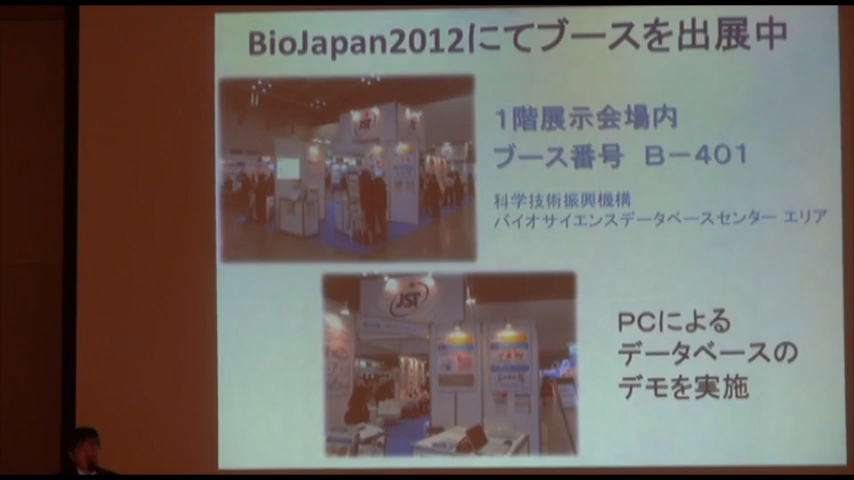 BioJapan2012にてブースを出展中
JST
1階展示会場内
ブース番号 B－401
科学技術振興機構
バイオサイエンスデータベースセンター エリア
JST
PCによる
データベースの
デモを実施